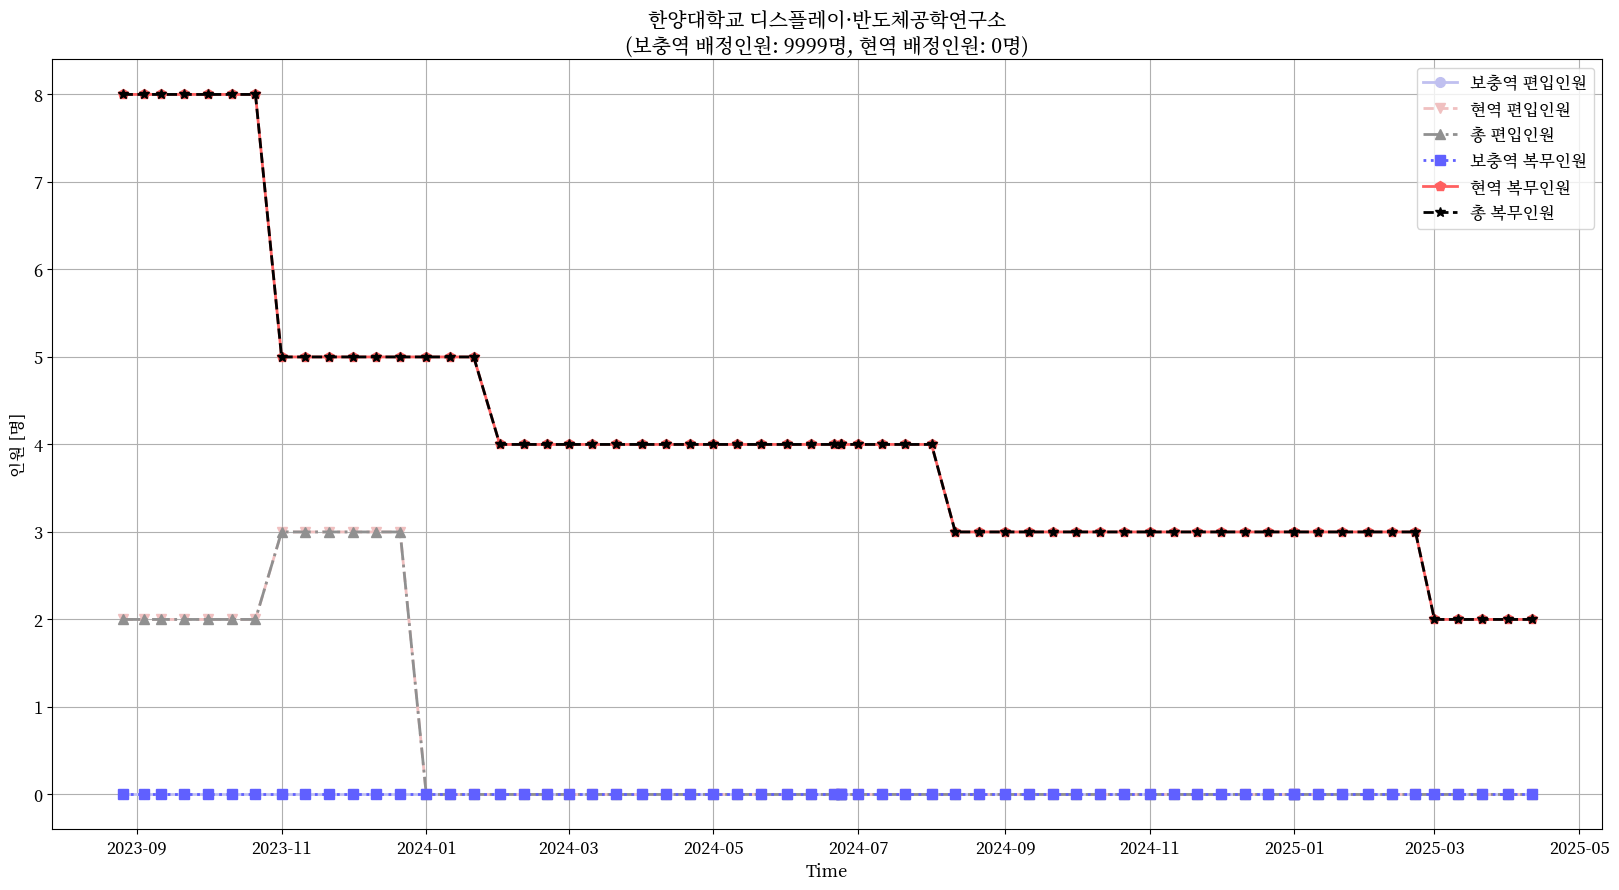 한양대학교 디스플레이·반도체공학연구소
(보충역 배정인원: 9999명, 현역 배정인원: 0명)
보충역 편입인원
현역 편입인원
총 편입인원
보충역 복무인원
현역 복무인원
총 복무인원
인원 [명]
8
7
6
5
4
3
2
1
0
2023-09 2023-11 2024-01 2024-03 2024-05 2024-07 2024-09 2024-11 2025-01 2025-03 2025-05
Time